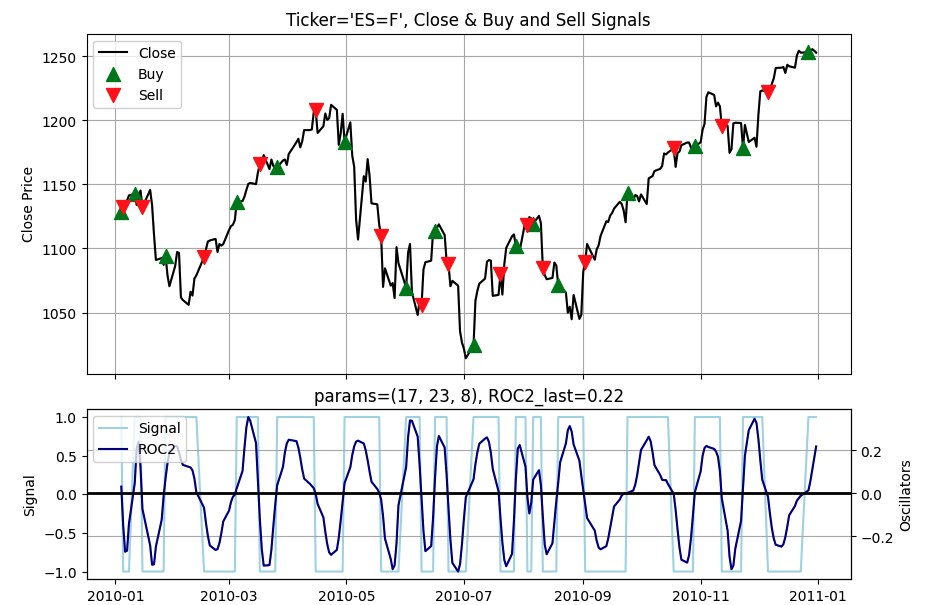 Ticker='ES=F', Close & Buy and Sell Signals
Close
Buy
Sell
Close Price
1250
1200
1150
1100
1050
params=(17, 23, 8), ROC2_last=0.22
Signal
ROC2
Signal
1.0
0.5
0.0
−0.5
−1.0
0.2
0.0
−0.2
Oscillators
2010-01
2010-03
2010-05
2010-07
2010-09
2010-11
2011-01